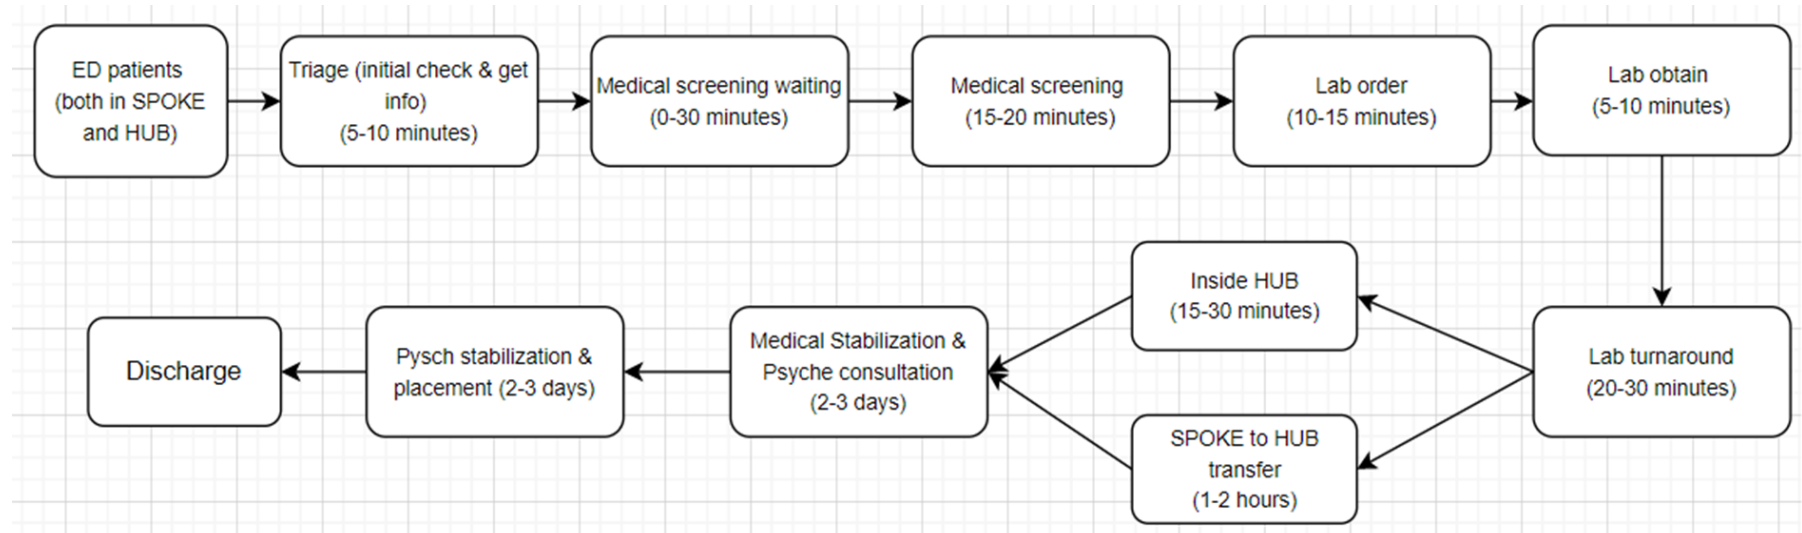 ED patients
(both in SPOKE
and HUB)
Triage (initial check & get
info)
(5-10 minutes)
Medical screening waiting
(0-30 minutes)
Medical screening
(15-20 minutes)
Lab order
(10-15 minutes)
Lab obtain
(5-10 minutes)
Lab turnaround
(20-30 minutes)
Inside HUB
(15-30 minutes)
SPOKE to HUB
transfer
(1-2 hours)
Medical Stabilization &
Psyche consultation
(2-3 days)
Pysch stabilization &
placement (2-3 days)
Discharge